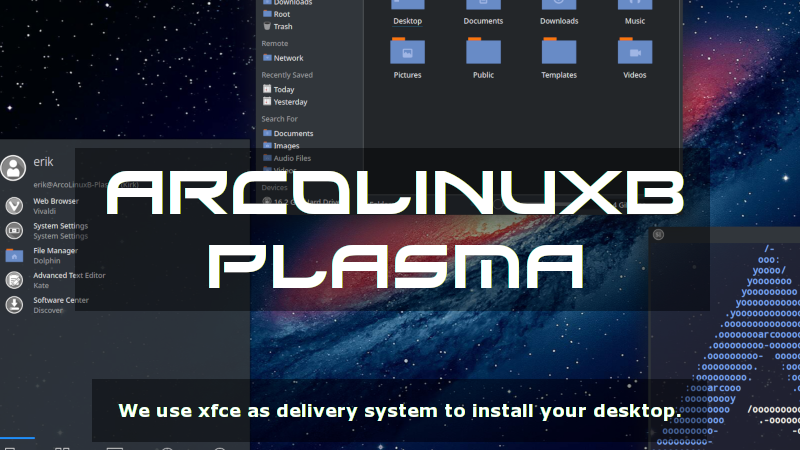 Downloads
Root
Trash
Remote
Network
Recently Saved
Today
Yesterday
Search For
Documents
Images
Audio Files
Videos
Devices
Desktop
Documents
Downloads
Music
Pictures
Public
Templates
Videos
erik
Web Browser
Vivaldi
System Settings
System Settings
File Manager
Dolphin
Advanced Text Editor
Kate
Software Center
Discover
ARCOLINUXB
PLASMA
We use xfce as delivery system to install your desktop.